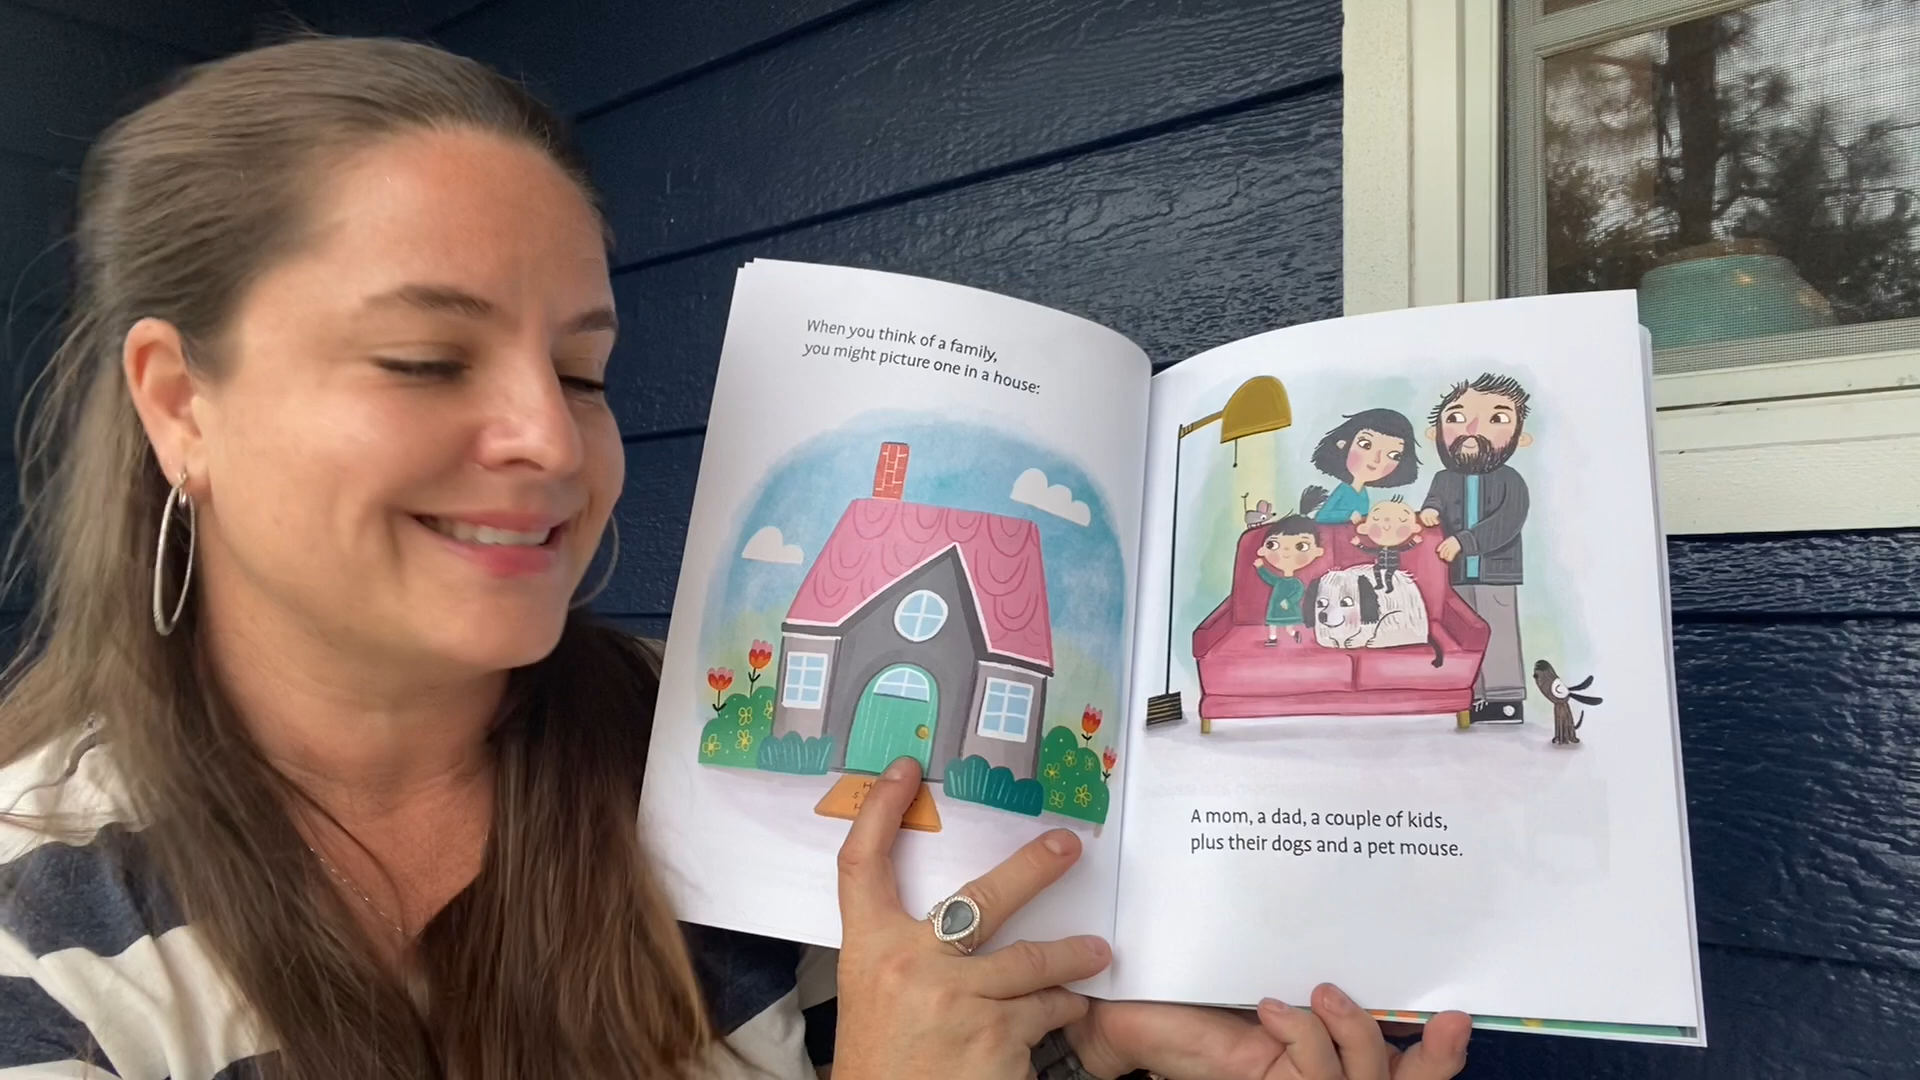 When you think of a family,
you might picture one in a house:
A mom, a dad, a couple of kids,
plus their dogs and a pet mouse.